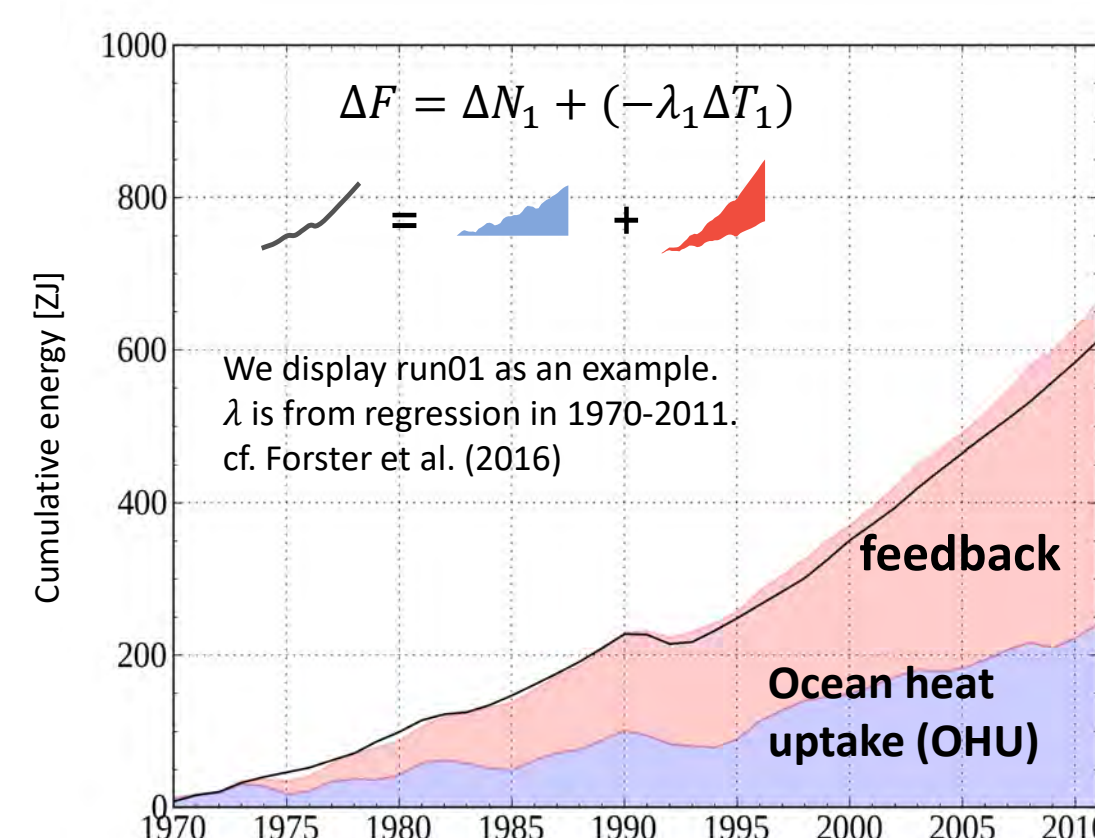 1000
ΔF = ΔN₁ + (−λ₁ΔT₁)
800
= +
600
We display run01 as an example.
λ is from regression in 1970-2011.
cf. Forster et al. (2016)
Cumulative energy [ZJ]
400
feedback
200
Ocean heat
uptake (OHU)
0
1970 1975 1980 1985 1990 1995 2000 2005